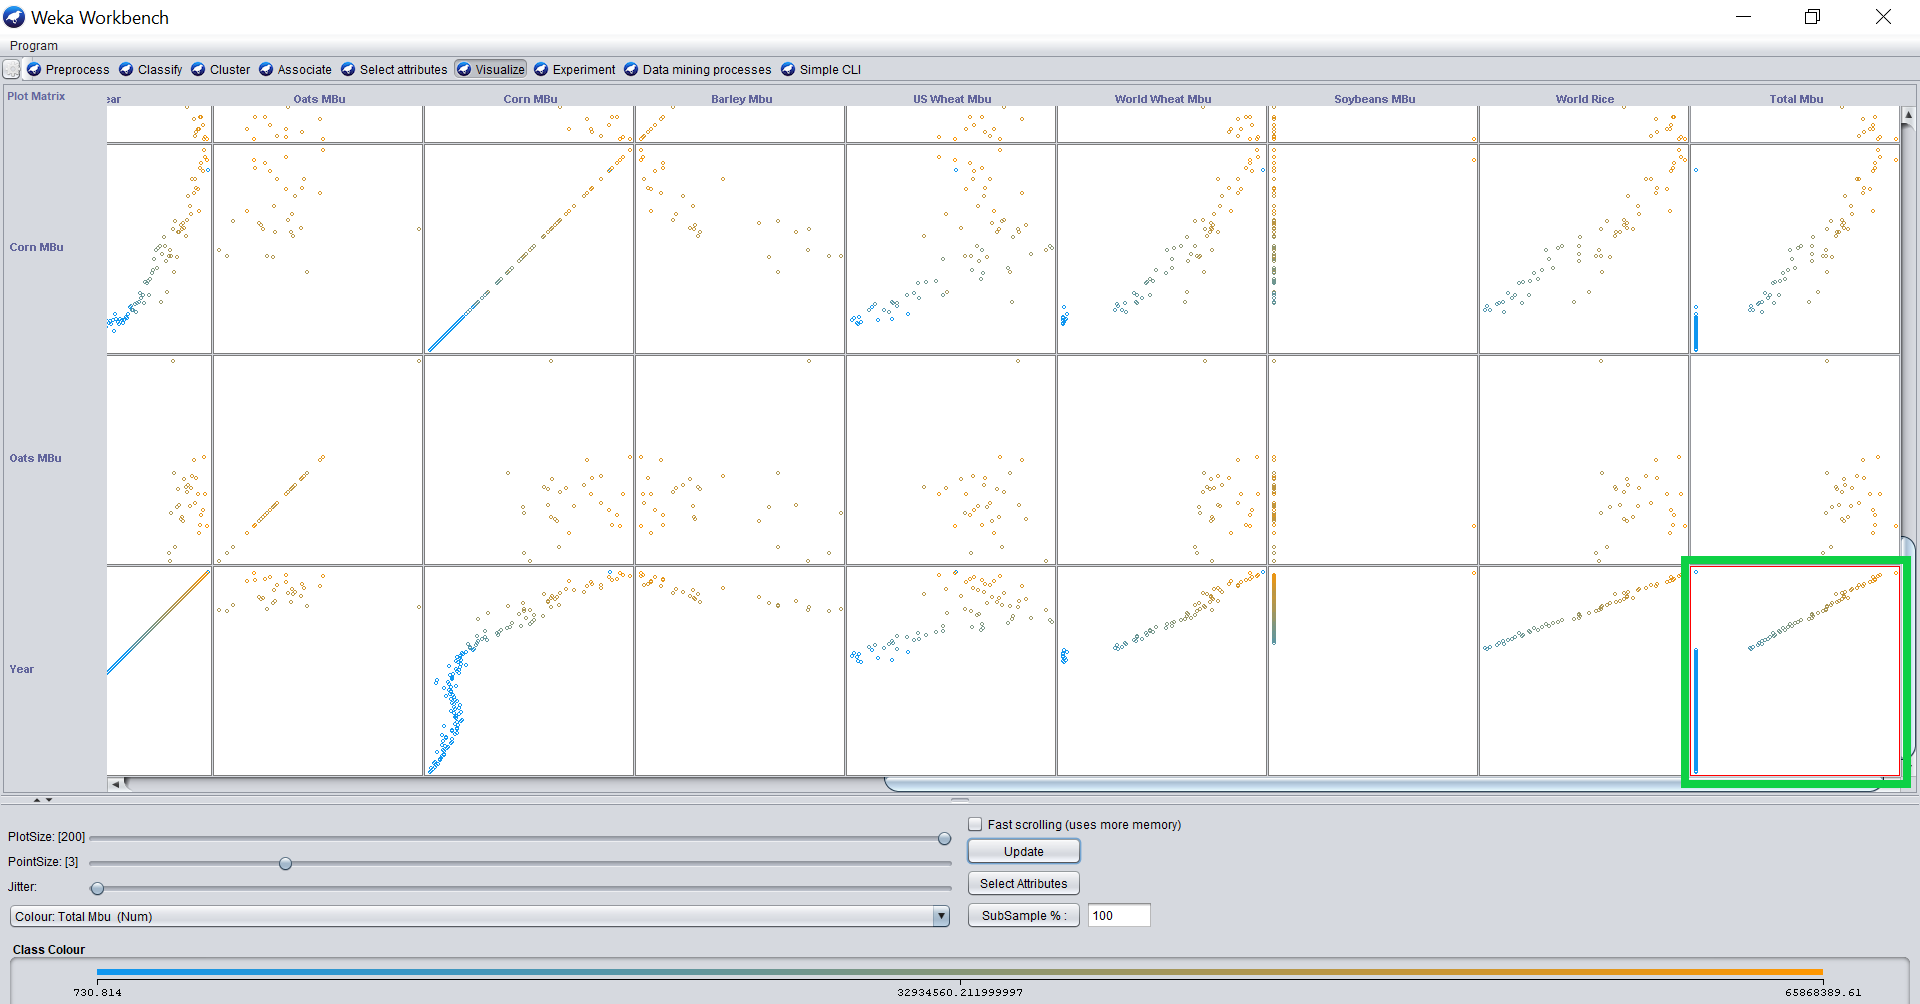 Weka Workbench
Program
Preprocess Classify Cluster Associate Select attributes Visualize Experiment Data mining processes Simple CLI
Plot Matrix ear Oats MBu Corn MBu Barley Mbu US Wheat Mbu World Wheat Mbu Soybeans MBu World Rice Total Mbu
Corn MBu
Oats MBu
Year
PlotSize: [200]
PointSize: [3]
Jitter:
Colour: Total Mbu (Num)
Fast scrolling (uses more memory)
Update
Select Attributes
SubSample % : 100
Class Colour
730.814 32934560.211999997 65868389.61